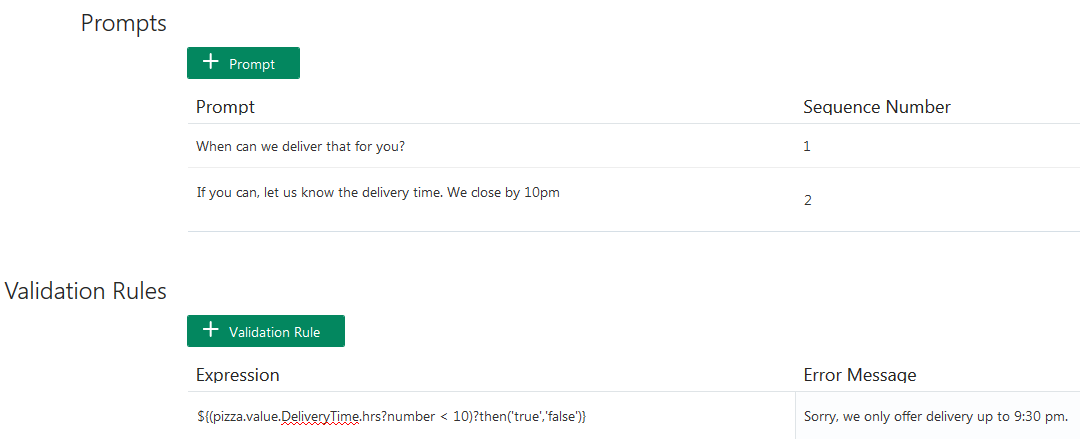 Prompts
+ Prompt
Prompt Sequence Number
When can we deliver that for you? 1
If you can, let us know the delivery time. We close by 10pm 2
Validation Rules
+ Validation Rule
Expression Error Message
${(pizza.value.DeliveryTime.hrs?number < 10)?then('true','false')} Sorry, we only offer delivery up to 9:30 pm.